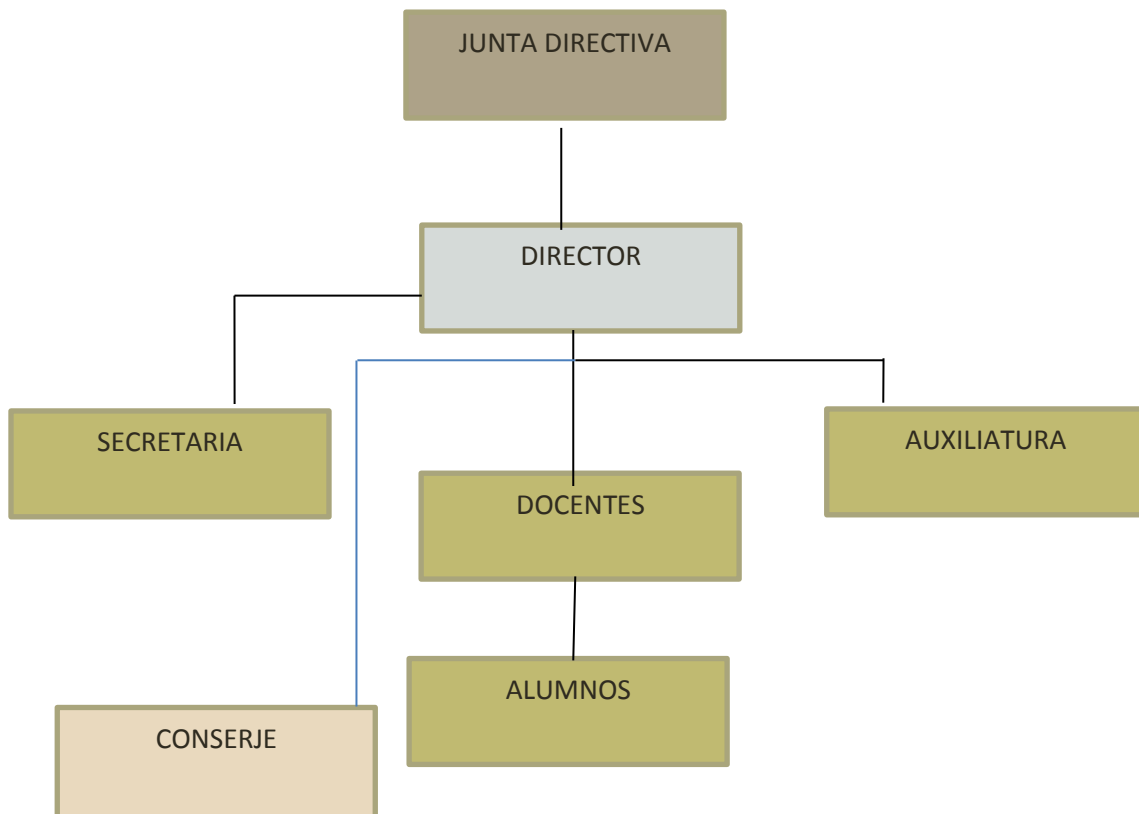 JUNTA DIRECTIVA
DIRECTOR
SECRETARIA
AUXILIATURA
DOCENTES
ALUMNOS
CONSERJE